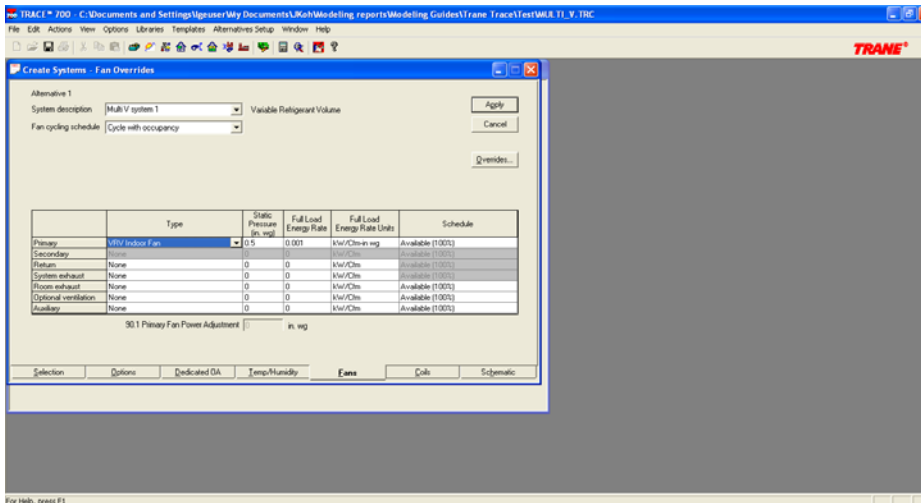 TRACE™ 700 - C:\Documents and Settings\lgeuser\My Documents\JKoh\Modeling reports\Modeling Guides\Trane Trace\Test\MULTI_V.TRC
File Edit Actions View Options Libraries Templates Alternatives Setup Window Help
TRANE®
Create Systems - Fan Overrides
Alternative 1
System description Multi V system 1 Variable Refrigerant Volume
Apply
Fan cycling schedule Cycle with occupancy
Cancel
Overrides...
Type Static Pressure (in. wg) Full Load Energy Rate Full Load Energy Rate Units Schedule
Primary VRV Indoor Fan 0.5 0.001 kW/Cfm-in wg Available (100%)
Secondary None 0 0 kW/Cfm Available (100%)
Return None 0 0 kW/Cfm Available (100%)
System exhaust None 0 0 kW/Cfm Available (100%)
Room exhaust None 0 0 kW/Cfm Available (100%)
Optional ventilation None 0 0 kW/Cfm Available (100%)
Auxiliary None 0 0 kW/Cfm Available (100%)
90.1 Primary Fan Power Adjustment 0 in. wg
Selection Options Dedicated OA Temp/Humidity Fans Coils Schematic
For Help, press F1